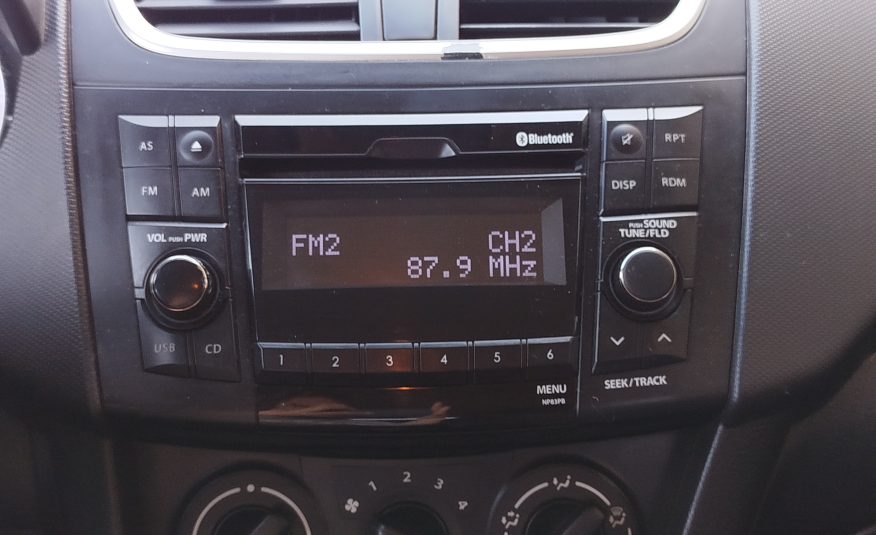 AS
FM AM
VOL PUSH PWR
USB CD
Bluetooth
FM2 CH2
87.9 MHz
1 2 3 4 5 6
MENU
NP83PB
RPT
DISP RDM
PUSH SOUND
TUNE/FLD
SEEK/TRACK
1 2 3 4